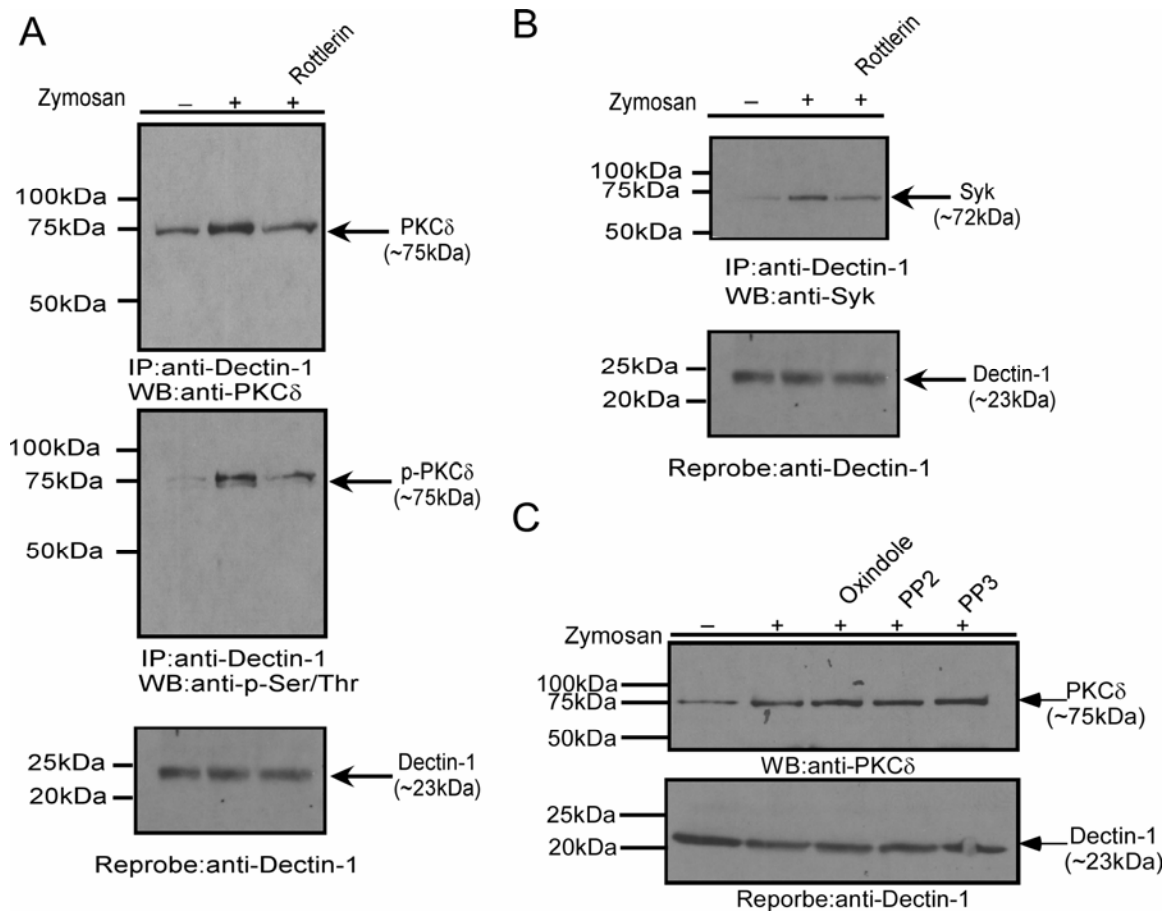 A
Rottlerin
Zymosan – + +
100kDa
75kDa
50kDa
PKCδ
(~75kDa)
IP:anti-Dectin-1
WB:anti-PKCδ
100kDa
75kDa
50kDa
p-PKCδ
(~75kDa)
IP:anti-Dectin-1
WB:anti-p-Ser/Thr
25kDa
20kDa
Dectin-1
(~23kDa)
Reprobe:anti-Dectin-1
B
Rottlerin
Zymosan – + +
100kDa
75kDa
50kDa
Syk
(~72kDa)
IP:anti-Dectin-1
WB:anti-Syk
25kDa
20kDa
Dectin-1
(~23kDa)
Reprobe:anti-Dectin-1
C
Oxindole PP2 PP3
Zymosan – + + + +
100kDa
75kDa
50kDa
PKCδ
(~75kDa)
WB:anti-PKCδ
25kDa
20kDa
Dectin-1
(~23kDa)
Reporbe:anti-Dectin-1